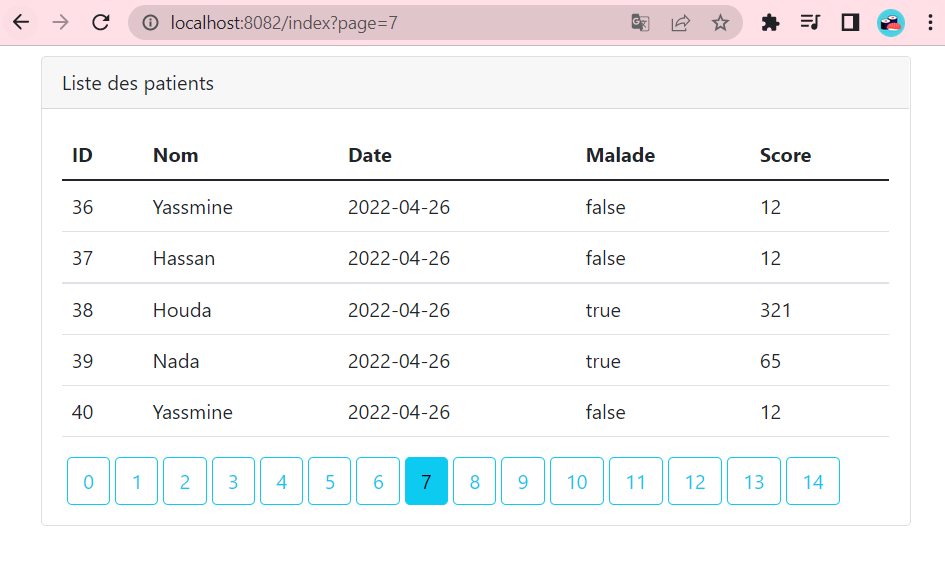 localhost:8082/index?page=7
Liste des patients
ID Nom Date Malade Score
36 Yassmine 2022-04-26 false 12
37 Hassan 2022-04-26 false 12
38 Houda 2022-04-26 true 321
39 Nada 2022-04-26 true 65
40 Yassmine 2022-04-26 false 12
0 1 2 3 4 5 6 7 8 9 10 11 12 13 14